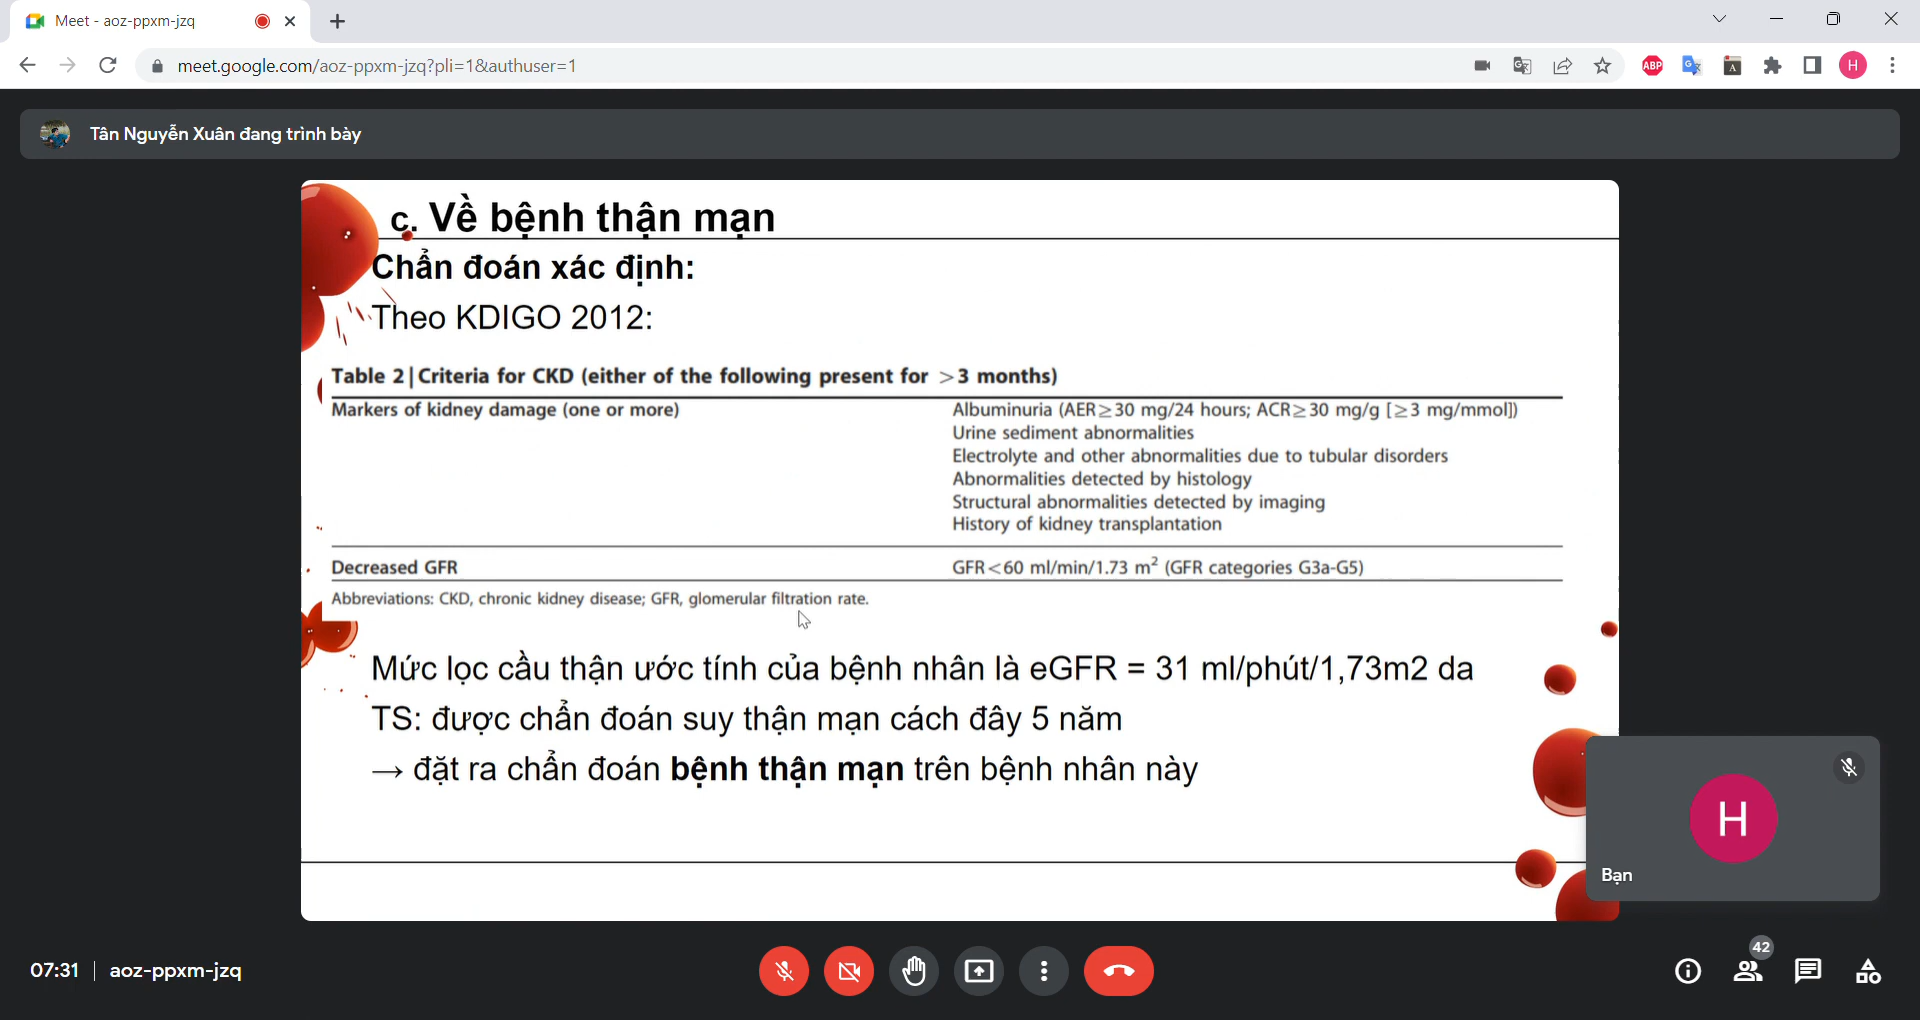 Meet - aoz-ppxm-jzq
meet.google.com/aoz-ppxm-jzq?pli=1&authuser=1
ABP
G
A
H
Tân Nguyễn Xuân đang trình bày
c. Về bệnh thận mạn
Chẩn đoán xác định:
Theo KDIGO 2012:
Table 2 | Criteria for CKD (either of the following present for >3 months)
Markers of kidney damage (one or more)
Albuminuria (AER≥30 mg/24 hours; ACR≥30 mg/g [≥3 mg/mmol])
Urine sediment abnormalities
Electrolyte and other abnormalities due to tubular disorders
Abnormalities detected by histology
Structural abnormalities detected by imaging
History of kidney transplantation
Decreased GFR
GFR<60 ml/min/1.73 m² (GFR categories G3a-G5)
Abbreviations: CKD, chronic kidney disease; GFR, glomerular filtration rate.
Mức lọc cầu thận ước tính của bệnh nhân là eGFR = 31 ml/phút/1,73m2 da
TS: được chẩn đoán suy thận mạn cách đây 5 năm
→ đặt ra chẩn đoán bệnh thận mạn trên bệnh nhân này
H
Bạn
07:31 | aoz-ppxm-jzq
42